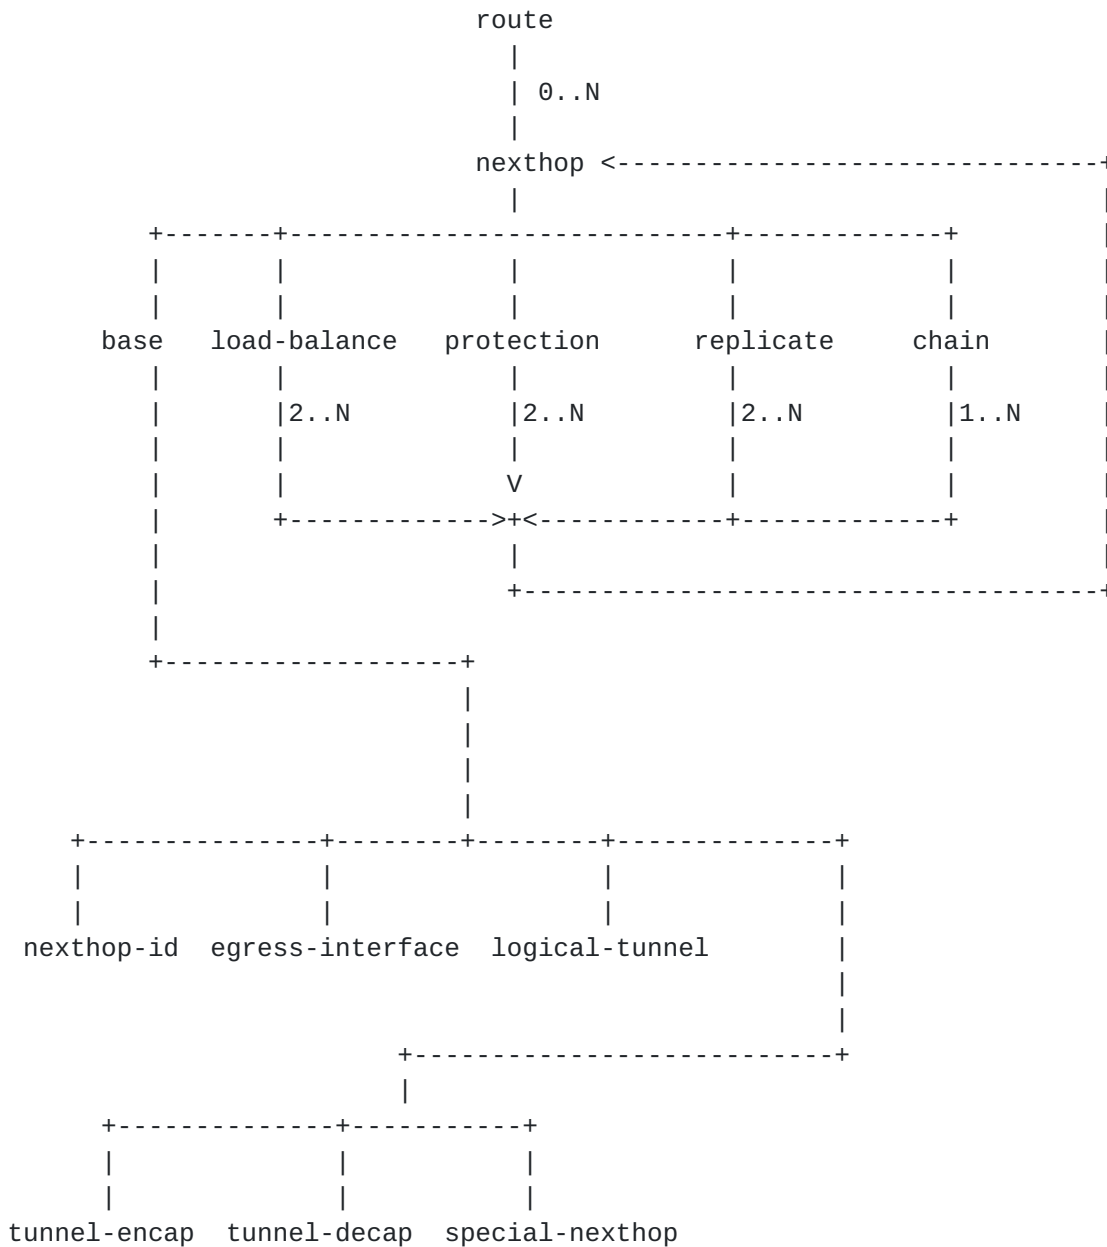 route
0..N
nexthop
base load-balance protection replicate chain
2..N 2..N 2..N 1..N
V
nexthop-id egress-interface logical-tunnel
tunnel-encap tunnel-decap special-nexthop